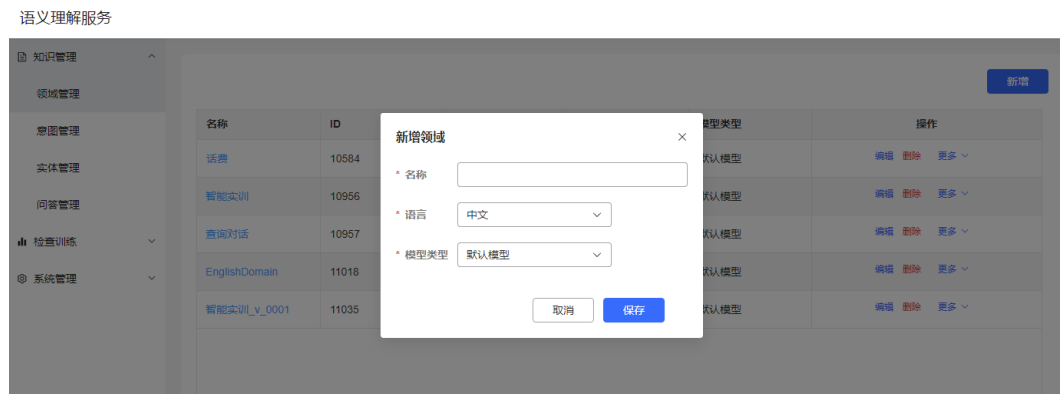 语义理解服务
知识管理
领域管理
意图管理
实体管理
问答管理
检查训练
系统管理
新增
名称 ID 模型类型 操作
话费 10584 默认模型 编辑 删除 更多
智能实训 10956 默认模型 编辑 删除 更多
查询对话 10957 默认模型 编辑 删除 更多
EnglishDomain 11018 默认模型 编辑 删除 更多
智能实训_v_0001 11035 默认模型 编辑 删除 更多
新增领域
* 名称
* 语言 中文
* 模型类型 默认模型
取消 保存